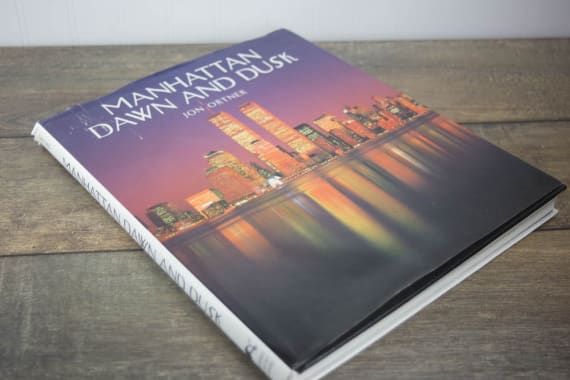 MANHATTAN
DAWN AND DUSK
JON ORTNER
MANHATTAN DAWN AND DUSK